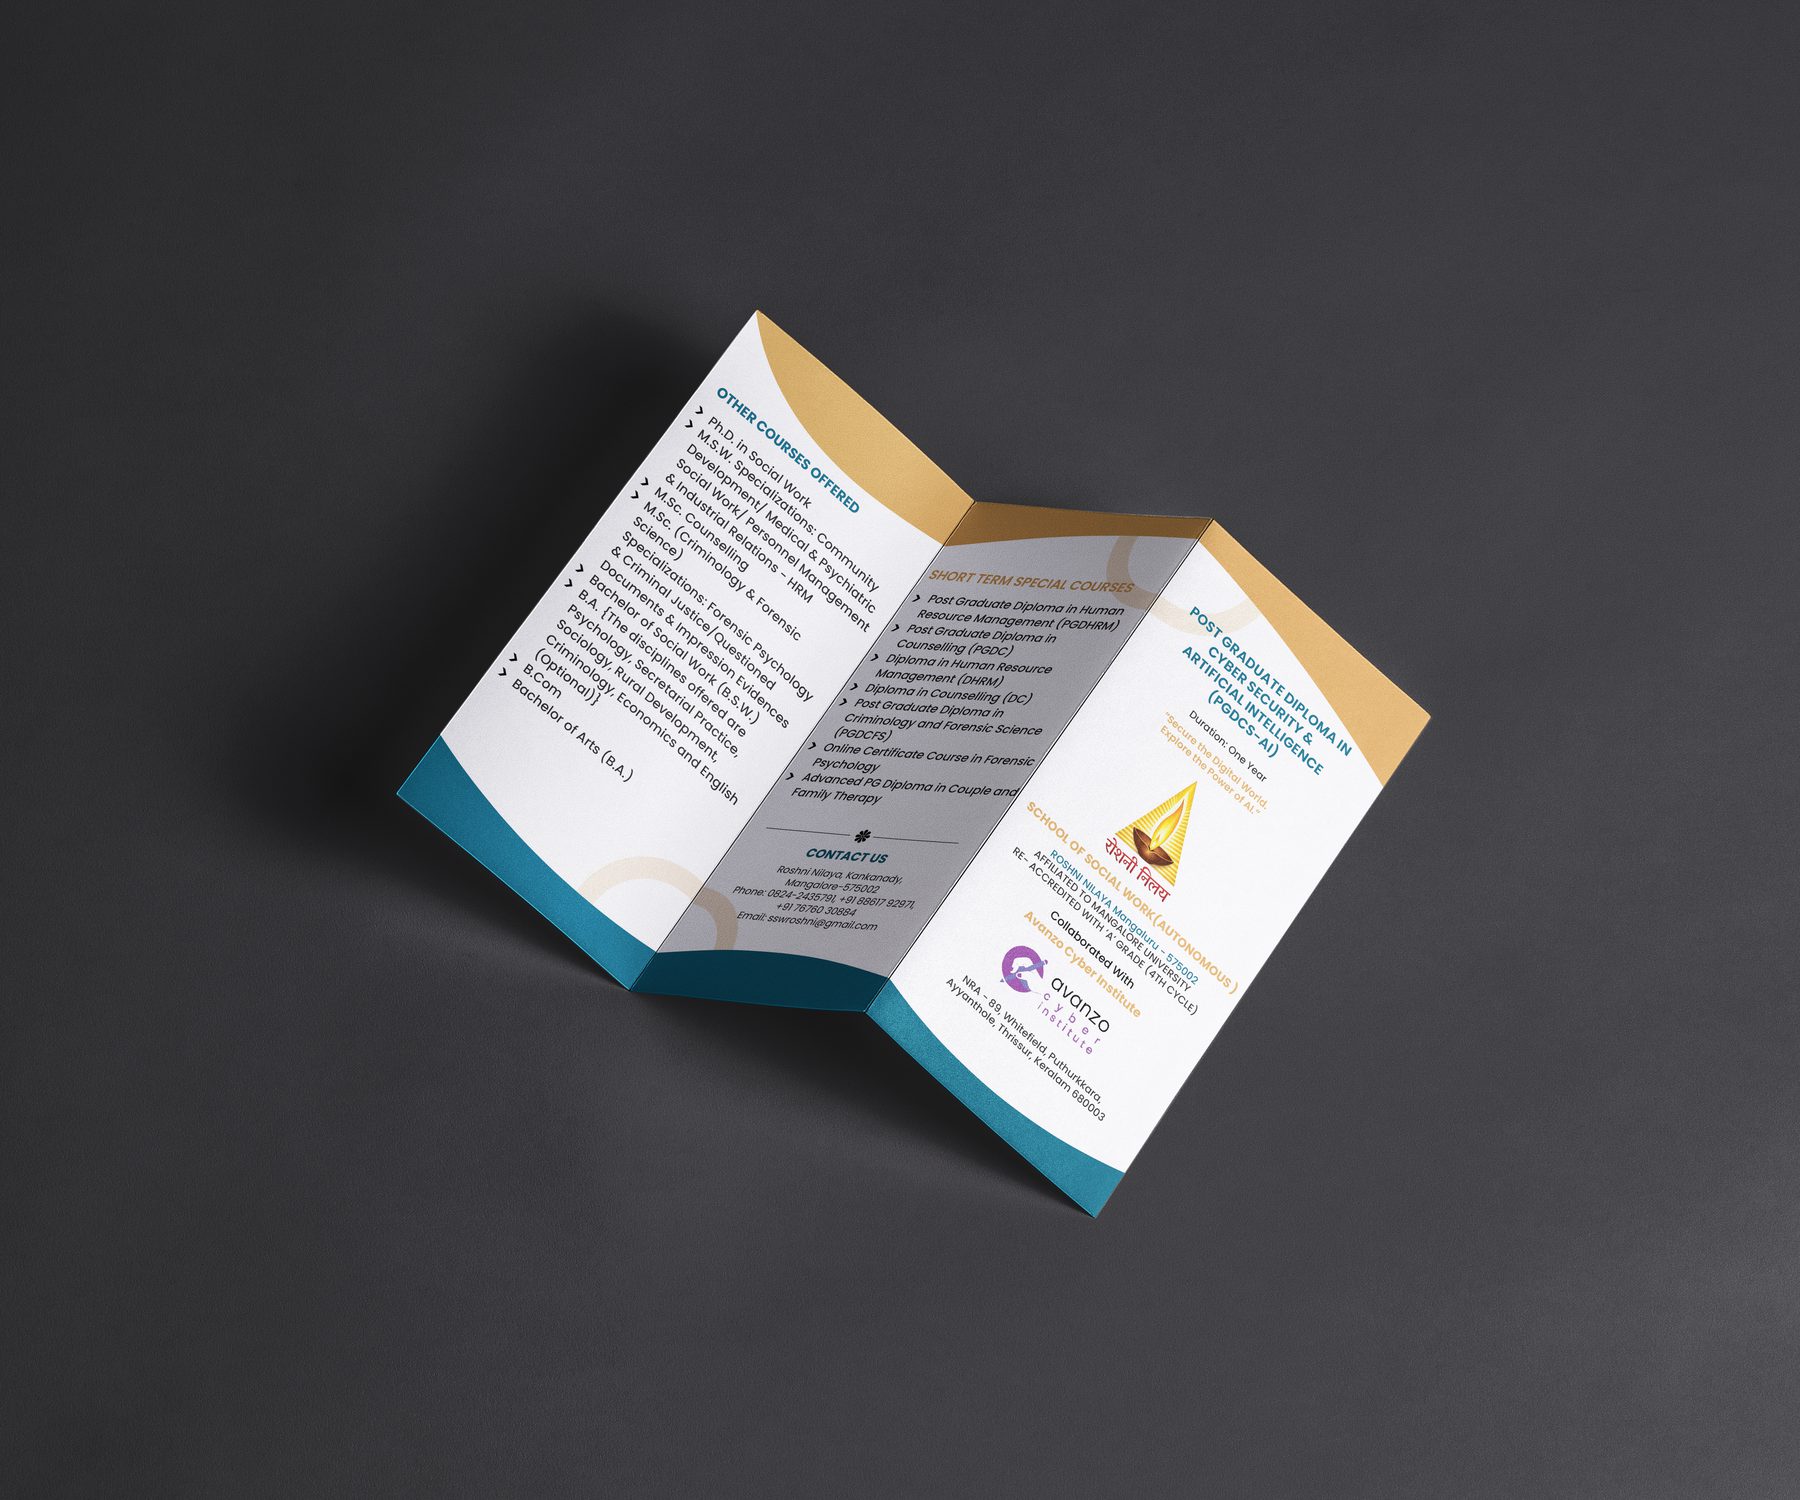 OTHER COURSES OFFERED
Ph.D. in Social Work
M.S.W. Specializations: Community
Development/ Medical & Psychiatric
Social Work/ Personnel Management
& Industrial Relations - HRM
M.Sc. Counselling
M.Sc. (Criminology & Forensic
Science)
Specializations: Forensic Psychology
& Criminal Justice/Questioned
Documents & Impression Evidences
Bachelor of Social Work (B.S.W.)
B.A. {The disciplines offered are
Psychology, Secretarial Practice,
Sociology, Rural Development,
Criminology, Economics and English
(Optional)}
B.Com
Bachelor of Arts (B.A.)
SHORT TERM SPECIAL COURSES
Post Graduate Diploma in Human
Resource Management (PGDHRM)
Post Graduate Diploma in
Counselling (PGDC)
Diploma in Human Resource
Management (DHRM)
Diploma in Counselling (DC)
Post Graduate Diploma in
Criminology and Forensic Science
(PGDCFS)
Online Certificate Course in Forensic
Psychology
Advanced PG Diploma in Couple and
Family Therapy
CONTACT US
Roshni Nilaya, Kankanady,
Mangalore-575002
Phone: 0824-2435791, +91 88617 92971,
+91 76760 30884
Email: sswroshni@gmail.com
POST GRADUATE DIPLOMA IN
CYBER SECURITY &
ARTIFICIAL INTELLIGENCE
(PGDCS-AI)
Duration: One Year
"Secure the Digital World.
Explore the Power of AI."
रोशनी निलय
SCHOOL OF SOCIAL WORK(AUTONOMOUS)
ROSHNI NILAYA Mangaluru - 575002
AFFILIATED To MANGALORE UNIVERSITY
RE- ACCREDITED WITH 'A' GRADE (4TH CYCLE)
Collaborated With
Avanzo Cyber Institute
avanzo
cyber
institute
NRA - 89, Whitefield, Puthurkkara,
Ayyanthole, Thrissur, Keralam 680003